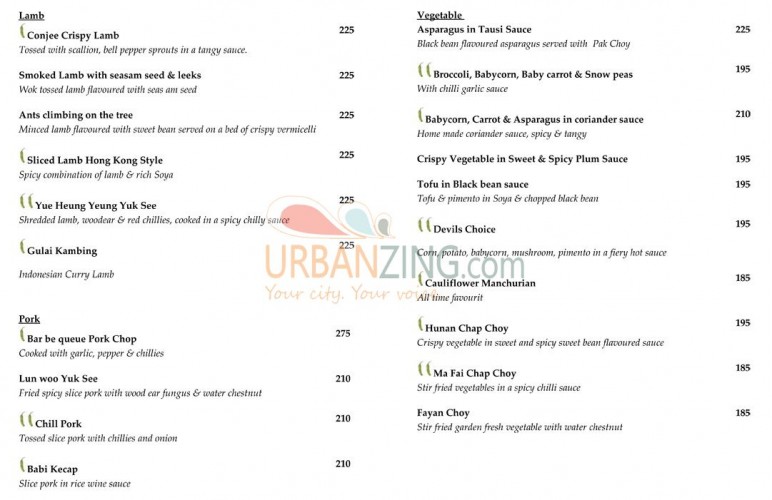 Lamb
Conjee Crispy Lamb 225
Tossed with scallion, bell pepper sprouts in a tangy sauce.
Smoked Lamb with seasam seed & leeks 225
Wok tossed lamb flavoured with seas am seed
Ants climbing on the tree 225
Minced lamb flavoured with sweet bean served on a bed of crispy vermicelli
Sliced Lamb Hong Kong Style 225
Spicy combination of lamb & rich Soya
Yue Heung Yeung Yuk See 225
Shredded lamb, woodear & red chillies, cooked in a spicy chilly sauce
Gulai Kambing 225
Indonesian Curry Lamb
Pork
Bar be queue Pork Chop 275
Cooked with garlic, pepper & chillies
Lun woo Yuk See 210
Fried spicy slice pork with wood ear fungus & water chestnut
Chill Pork 210
Tossed slice pork with chillies and onion
Babi Kecap 210
Slice pork in rice wine sauce
Vegetable
Asparagus in Tausi Sauce 225
Black bean flavoured asparagus served with Pak Choy
Broccoli, Babycorn, Baby carrot & Snow peas 195
With chilli garlic sauce
Babycorn, Carrot & Asparagus in coriander sauce 210
Home made coriander sauce, spicy & tangy
Crispy Vegetable in Sweet & Spicy Plum Sauce 195
Tofu in Black bean sauce 195
Tofu & pimento in Soya & chopped black bean
Devils Choice 195
Corn, potato, babycorn, mushroom, pimento in a fiery hot sauce
Cauliflower Manchurian 185
All time favourit
Hunan Chap Choy 195
Crispy vegetable in sweet and spicy sweet bean flavoured sauce
Ma Fai Chap Choy 185
Stir fried vegetables in a spicy chilli sauce
Fayan Choy 185
Stir fried garden fresh vegetable with water chestnut
URBANZING.com
Your city. Your voice